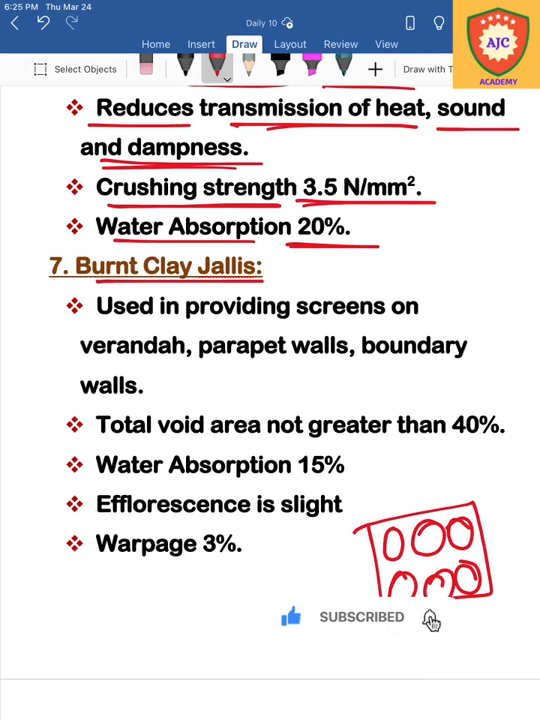 6:25 PM Thu Mar 24
Daily 10
Home Insert Draw Layout Review View
AJC
ACADEMY
Select Objects
Draw with T
❖ Reduces transmission of heat, sound
and dampness.
❖ Crushing strength 3.5 N/mm².
❖ Water Absorption 20%.
7. Burnt Clay Jallis:
❖ Used in providing screens on
verandah, parapet walls, boundary
walls.
❖ Total void area not greater than 40%.
❖ Water Absorption 15%
❖ Efflorescence is slight
❖ Warpage 3%.
SUBSCRIBED